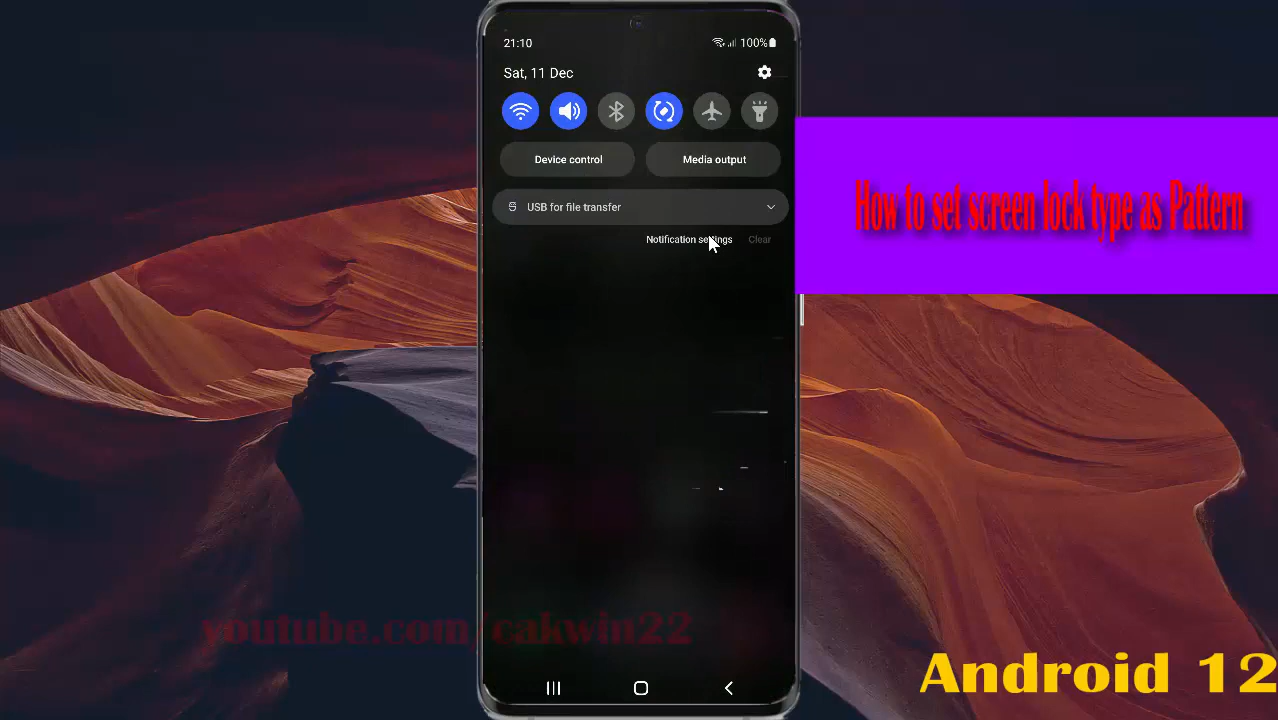 21:10
100%
Sat, 11 Dec
Device control
Media output
USB for file transfer
Notification settings Clear
How to set screen lock type as Pattern
youtube.com/cakwin22
Android 12